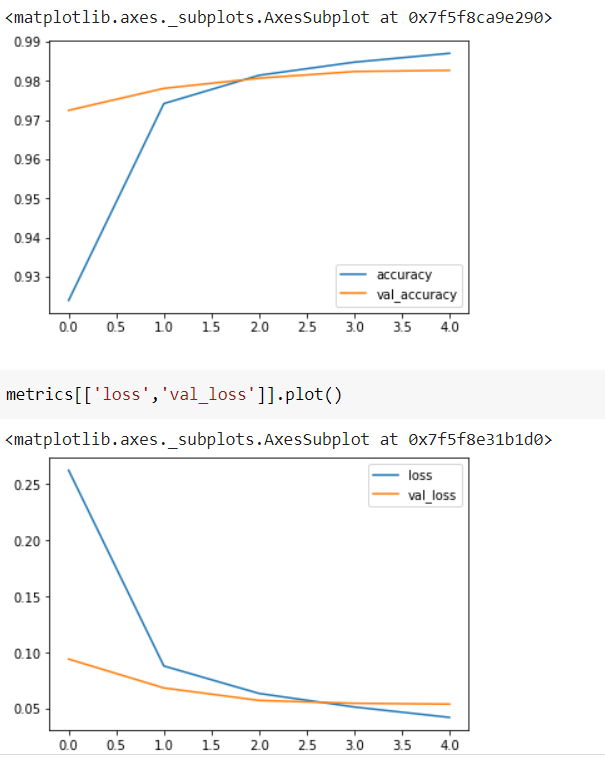 <matplotlib.axes._subplots.AxesSubplot at 0x7f5f8ca9e290>
0.99
0.98
0.97
0.96
0.95
0.94
0.93
accuracy
val_accuracy
0.0 0.5 1.0 1.5 2.0 2.5 3.0 3.5 4.0
metrics[['loss','val_loss']].plot()
<matplotlib.axes._subplots.AxesSubplot at 0x7f5f8e31b1d0>
loss
val_loss
0.25
0.20
0.15
0.10
0.05
0.0 0.5 1.0 1.5 2.0 2.5 3.0 3.5 4.0